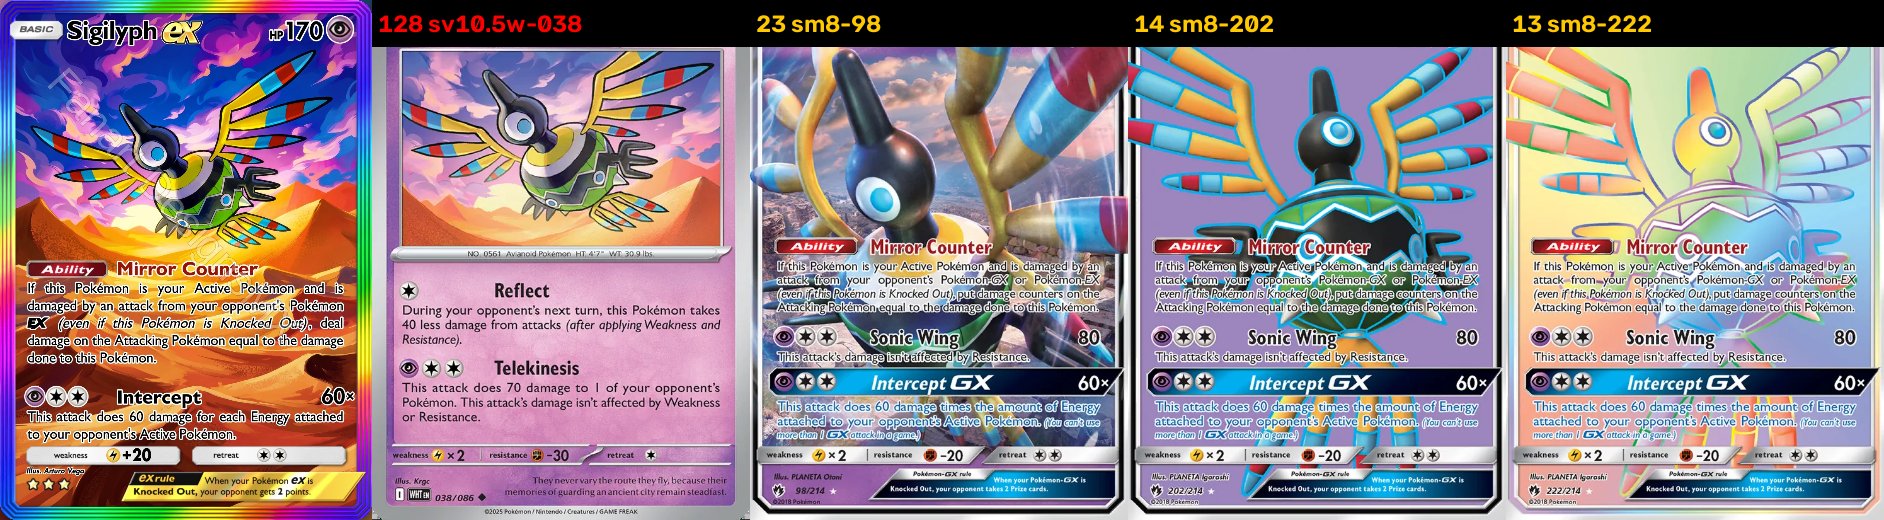 BASIC Sigilyph ex HP 170
Ability Mirror Counter
If this Pokémon is your Active Pokémon and is
damaged by an attack from your opponent's Pokémon
EX (even if this Pokémon is Knocked Out), deal
damage on the Attacking Pokémon equal to the damage
done to this Pokémon.
Intercept 60×
This attack does 60 damage for each Energy attached
to your opponent's Active Pokémon.
weakness +20 retreat
Illus. Arturo Vega
ex rule When your Pokémon ex is
Knocked Out, your opponent gets 2 points.
128 sv10.5w-038
NO. 0561 Avianoid Pokémon HT: 4'7" WT: 30.9 lbs.
Reflect
During your opponent's next turn, this Pokémon takes
40 less damage from attacks (after applying Weakness and
Resistance).
Telekinesis
This attack does 70 damage to 1 of your opponent's
Pokémon. This attack's damage isn't affected by Weakness
or Resistance.
weakness ×2 resistance -30 retreat
Illus. Krgc
I WHT EN 038/086
They never vary the route they fly, because their
memories of guarding an ancient city remain steadfast.
©2025 Pokémon / Nintendo / Creatures / GAME FREAK
23 sm8-98
Ability Mirror Counter
If this Pokémon is your Active Pokémon and is damaged by an
attack from your opponent's Pokémon-GX or Pokémon-EX
(even if this Pokémon is Knocked Out), put damage counters on the
Attacking Pokémon equal to the damage done to this Pokémon.
Sonic Wing 80
This attack's damage isn't affected by Resistance.
Intercept GX 60×
This attack does 60 damage times the amount of Energy
attached to your opponent's Active Pokémon. (You can't use
more than 1 GX attack in a game.)
weakness ×2 resistance -20 retreat
Illus. PLANETA Otani
98/214
©2018 Pokémon
Pokémon-GX rule When your Pokémon-GX is
Knocked Out, your opponent takes 2 Prize cards.
14 sm8-202
Ability Mirror Counter
If this Pokémon is your Active Pokémon and is damaged by an
attack from your opponent's Pokémon-GX or Pokémon-EX
(even if this Pokémon is Knocked Out), put damage counters on the
Attacking Pokémon equal to the damage done to this Pokémon.
Sonic Wing 80
This attack's damage isn't affected by Resistance.
Intercept GX 60×
This attack does 60 damage times the amount of Energy
attached to your opponent's Active Pokémon. (You can't use
more than 1 GX attack in a game.)
weakness ×2 resistance -20 retreat
Illus. PLANETA Igarashi
202/214
©2018 Pokémon
Pokémon-GX rule When your Pokémon-GX is
Knocked Out, your opponent takes 2 Prize cards.
13 sm8-222
Ability Mirror Counter
If this Pokémon is your Active Pokémon and is damaged by an
attack from your opponent's Pokémon-GX or Pokémon-EX
(even if this Pokémon is Knocked Out), put damage counters on the
Attacking Pokémon equal to the damage done to this Pokémon.
Sonic Wing 80
This attack's damage isn't affected by Resistance.
Intercept GX 60×
This attack does 60 damage times the amount of Energy
attached to your opponent's Active Pokémon. (You can't use
more than 1 GX attack in a game.)
weakness ×2 resistance -20 retreat
Illus. PLANETA Igarashi
222/214
©2018 Pokémon
Pokémon-GX rule When your Pokémon-GX is
Knocked Out, your opponent takes 2 Prize cards.